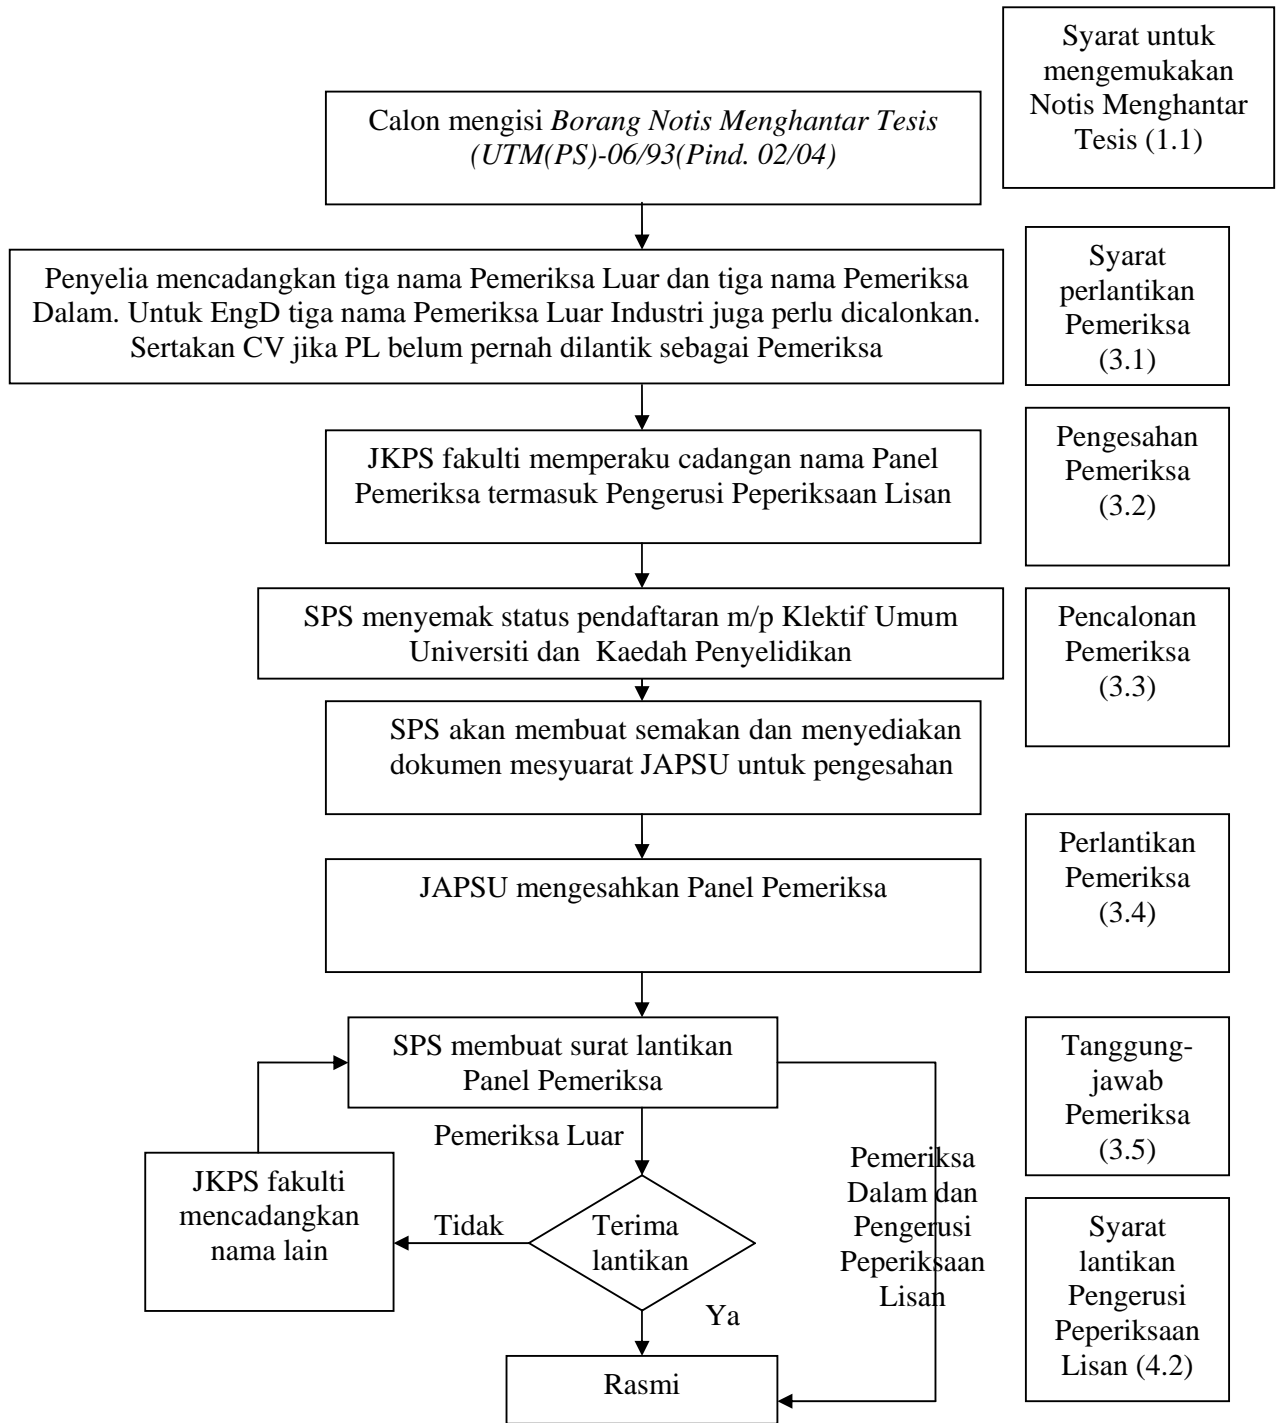 Syarat untuk
mengemukakan
Notis Menghantar
Tesis (1.1)
Calon mengisi Borang Notis Menghantar Tesis
(UTM(PS)-06/93(Pind. 02/04)
Penyelia mencadangkan tiga nama Pemeriksa Luar dan tiga nama Pemeriksa
Dalam. Untuk EngD tiga nama Pemeriksa Luar Industri juga perlu dicalonkan.
Sertakan CV jika PL belum pernah dilantik sebagai Pemeriksa
Syarat
perlantikan
Pemeriksa
(3.1)
JKPS fakulti memperaku cadangan nama Panel
Pemeriksa termasuk Pengerusi Peperiksaan Lisan
Pengesahan
Pemeriksa
(3.2)
SPS menyemak status pendaftaran m/p Klektif Umum
Universiti dan Kaedah Penyelidikan
Pencalonan
Pemeriksa
(3.3)
SPS akan membuat semakan dan menyediakan
dokumen mesyuarat JAPSU untuk pengesahan
JAPSU mengesahkan Panel Pemeriksa
Perlantikan
Pemeriksa
(3.4)
SPS membuat surat lantikan
Panel Pemeriksa
Tanggung-
jawab
Pemeriksa
(3.5)
Pemeriksa Luar
JKPS fakulti
mencadangkan
nama lain
Tidak
Terima
lantikan
Pemeriksa
Dalam dan
Pengerusi
Peperiksaan
Lisan
Syarat
lantikan
Pengerusi
Peperiksaan
Lisan (4.2)
Ya
Rasmi